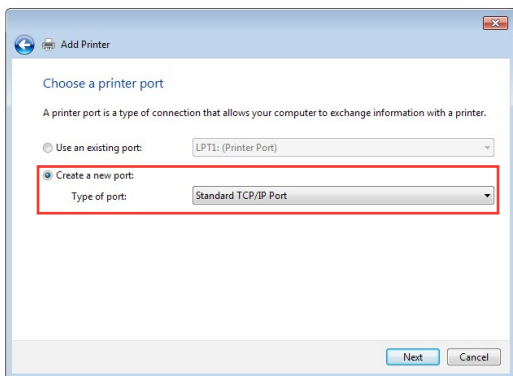 Add Printer
Choose a printer port
A printer port is a type of connection that allows your computer to exchange information with a printer.
Use an existing port: LPT1: (Printer Port)
Create a new port:
Type of port: Standard TCP/IP Port
Next Cancel